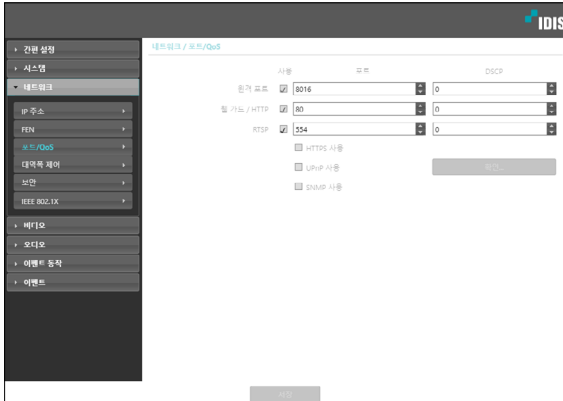 IDIS
간편 설정
시스템
네트워크
IP 주소
FEN
포트/QoS
대역폭 제어
보안
IEEE 802.1X
비디오
오디오
이벤트 동작
이벤트
네트워크 / 포트/QoS
사용 포트 DSCP
원격 포트 8016 0
웹 가드 / HTTP 80 0
RTSP 554 0
HTTPS 사용
UPnP 사용 확인...
SNMP 사용
저장